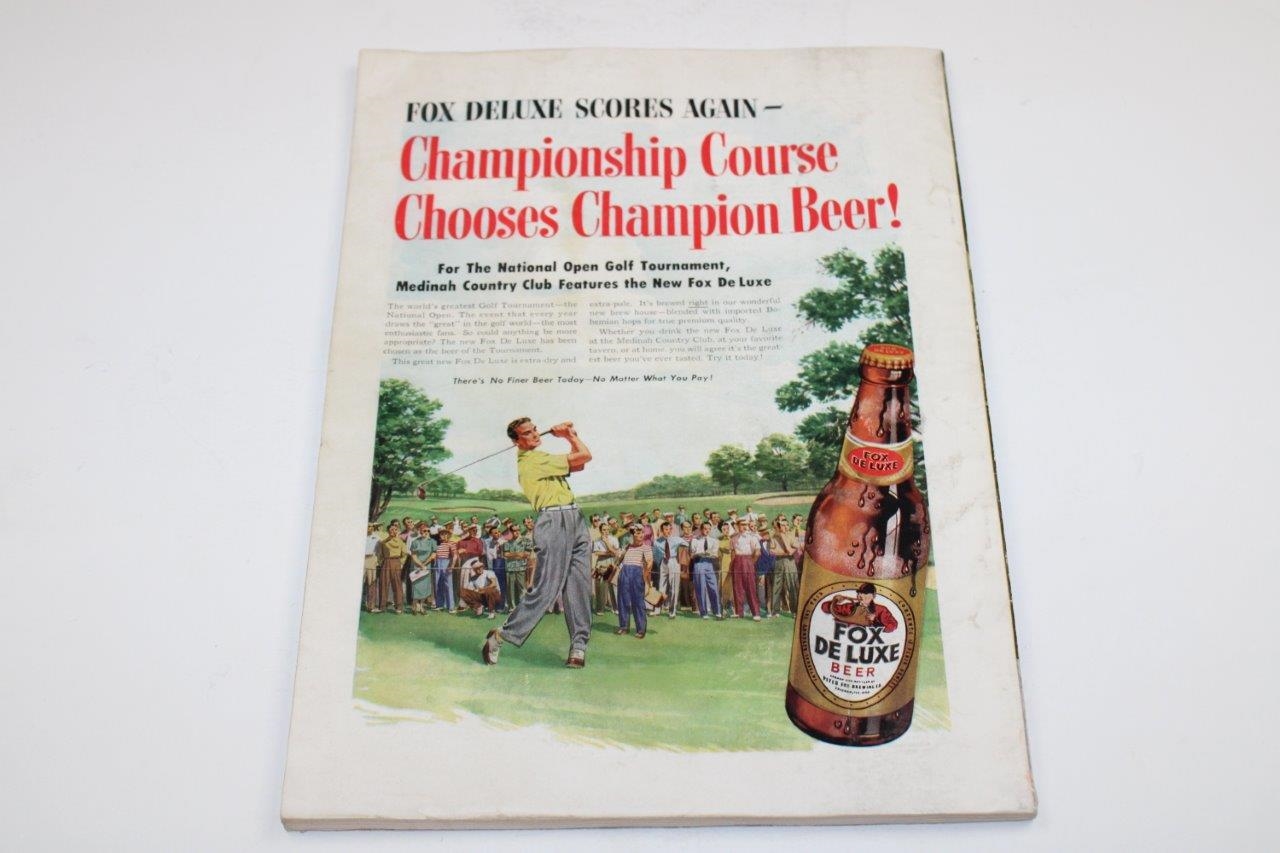 FOX DELUXE SCORES AGAIN —
Championship Course
Chooses Champion Beer!
For The National Open Golf Tournament,
Medinah Country Club Features the New Fox De Luxe
The world's greatest Golf Tournament—the
National Open. The event that every year
draws the "great" in the golf world—the most
enthusiastic fans. So could anything be more
appropriate? The new Fox De Luxe has been
chosen as the beer of the Tournament.
This great new Fox De Luxe is extra-dry and
extra-pale. It's brewed right in our wonderful
new brew house—blended with imported Bo-
hemian hops for true premium quality.
Whether you drink the new Fox De Luxe
at the Medinah Country Club, at your favorite
tavern, or at home, you will agree it's the great-
est beer you've ever tasted. Try it today!
There's No Finer Beer Today—No Matter What You Pay!
FOX
DE LUXE
FOX
DE LUXE
BEER
PETER FOX BREWING CO.